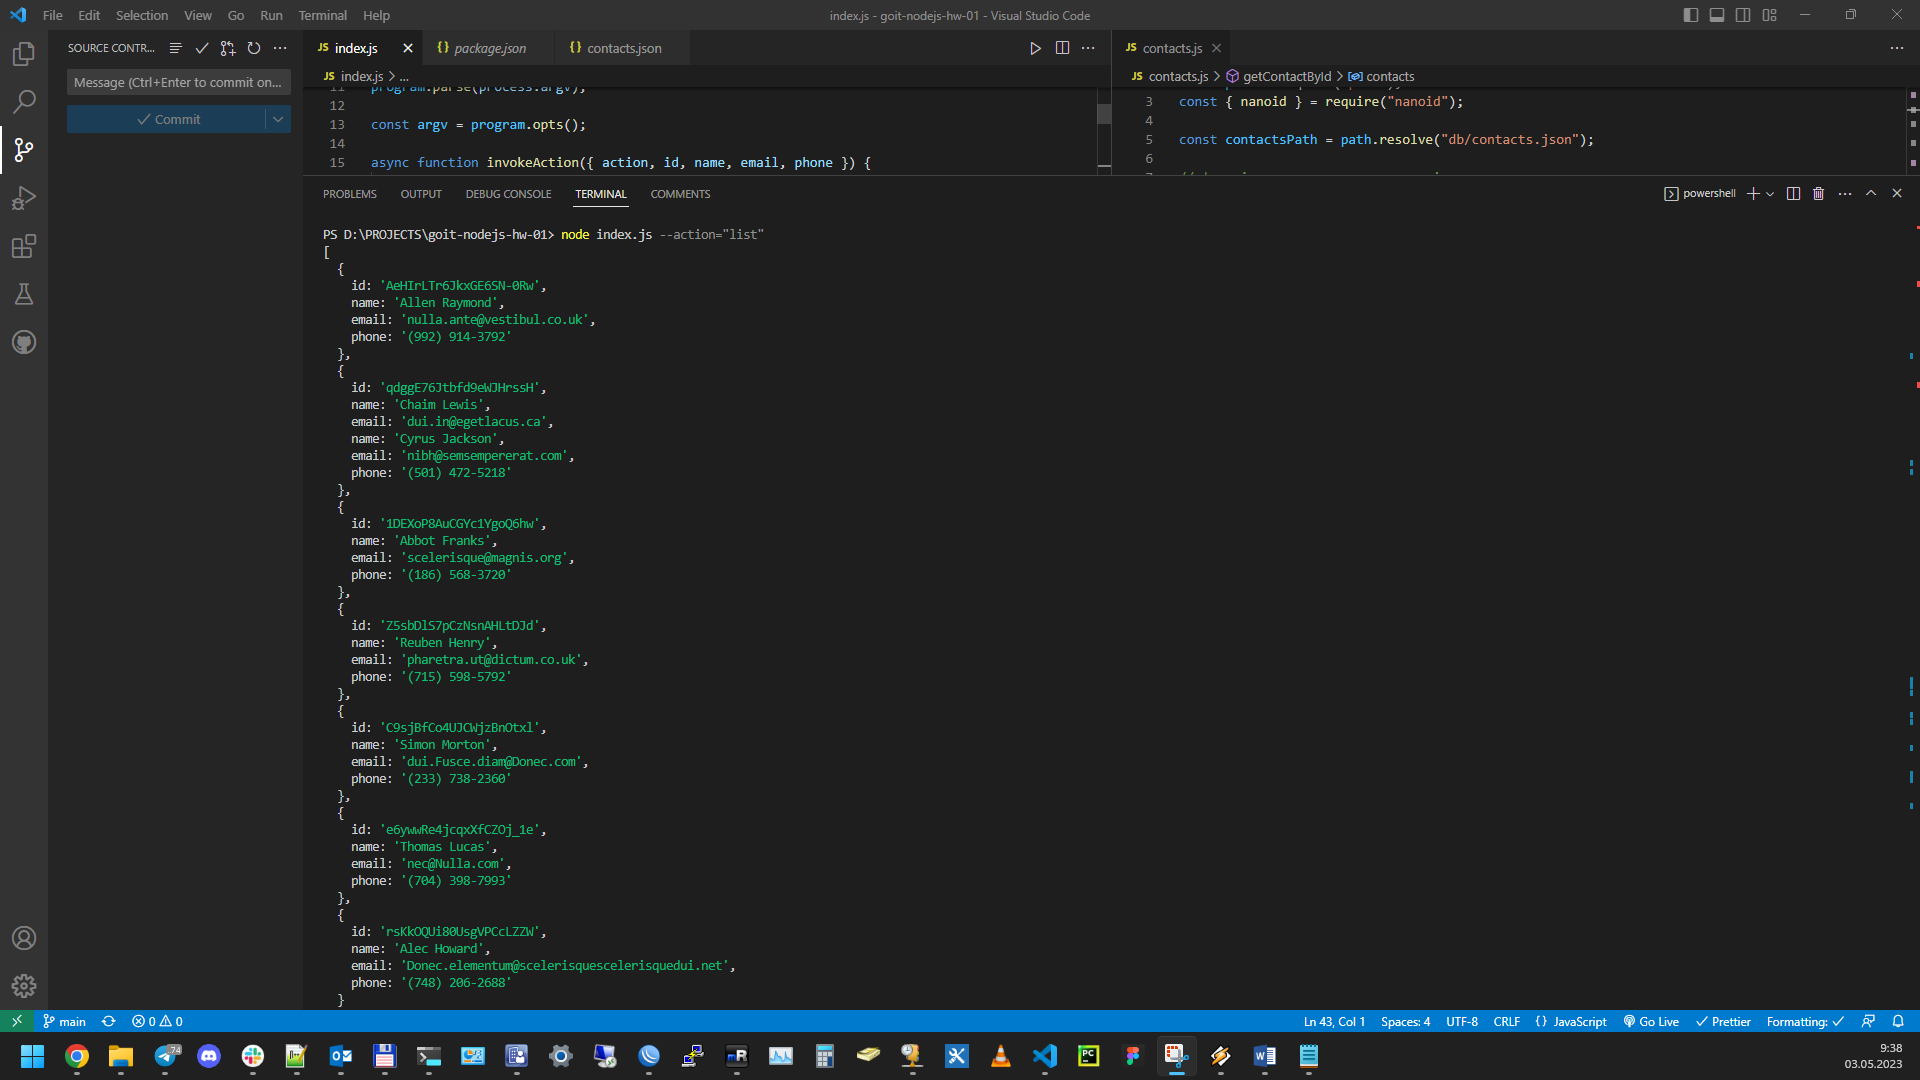 File Edit Selection View Go Run Terminal Help
index.js - goit-nodejs-hw-01 - Visual Studio Code
SOURCE CONTR...
JS index.js
{} package.json
{} contacts.json
JS contacts.js
Message (Ctrl+Enter to commit on...
Commit
JS index.js > ...
JS contacts.js > getContactById > contacts
11 program.parse(process.argv);
12
13 const argv = program.opts();
14
15 async function invokeAction({ action, id, name, email, phone }) {
3 const { nanoid } = require("nanoid");
4
5 const contactsPath = path.resolve("db/contacts.json");
6
PROBLEMS OUTPUT DEBUG CONSOLE TERMINAL COMMENTS
powershell
PS D:\PROJECTS\goit-nodejs-hw-01> node index.js --action="list"
[
{
id: 'AeHIrLTr6JkxGE6SN-0Rw',
name: 'Allen Raymond',
email: 'nulla.ante@vestibul.co.uk',
phone: '(992) 914-3792'
},
{
id: 'qdggE76Jtbfd9eWJHrssH',
name: 'Chaim Lewis',
email: 'dui.in@egetlacus.ca',
name: 'Cyrus Jackson',
email: 'nibh@semsempererat.com',
phone: '(501) 472-5218'
},
{
id: '1DEXoP8AuCGYc1YgoQ6hw',
name: 'Abbot Franks',
email: 'scelerisque@magnis.org',
phone: '(186) 568-3720'
},
{
id: 'Z5sbDlS7pCzNsnAHLtDJd',
name: 'Reuben Henry',
email: 'pharetra.ut@dictum.co.uk',
phone: '(715) 598-5792'
},
{
id: 'C9sjBfCo4UJCWjzBnOtxl',
name: 'Simon Morton',
email: 'dui.Fusce.diam@Donec.com',
phone: '(233) 738-2360'
},
{
id: 'e6ywwRe4jcqxXfCZOj_1e',
name: 'Thomas Lucas',
email: 'nec@Nulla.com',
phone: '(704) 398-7993'
},
{
id: 'rsKkOQUi80UsgVPCcLZZW',
name: 'Alec Howard',
email: 'Donec.elementum@scelerisquescelerisquedui.net',
phone: '(748) 206-2688'
}
main 0 0
Ln 43, Col 1 Spaces: 4 UTF-8 CRLF {} JavaScript Go Live Prettier Formatting:
74
9:38
03.05.2023